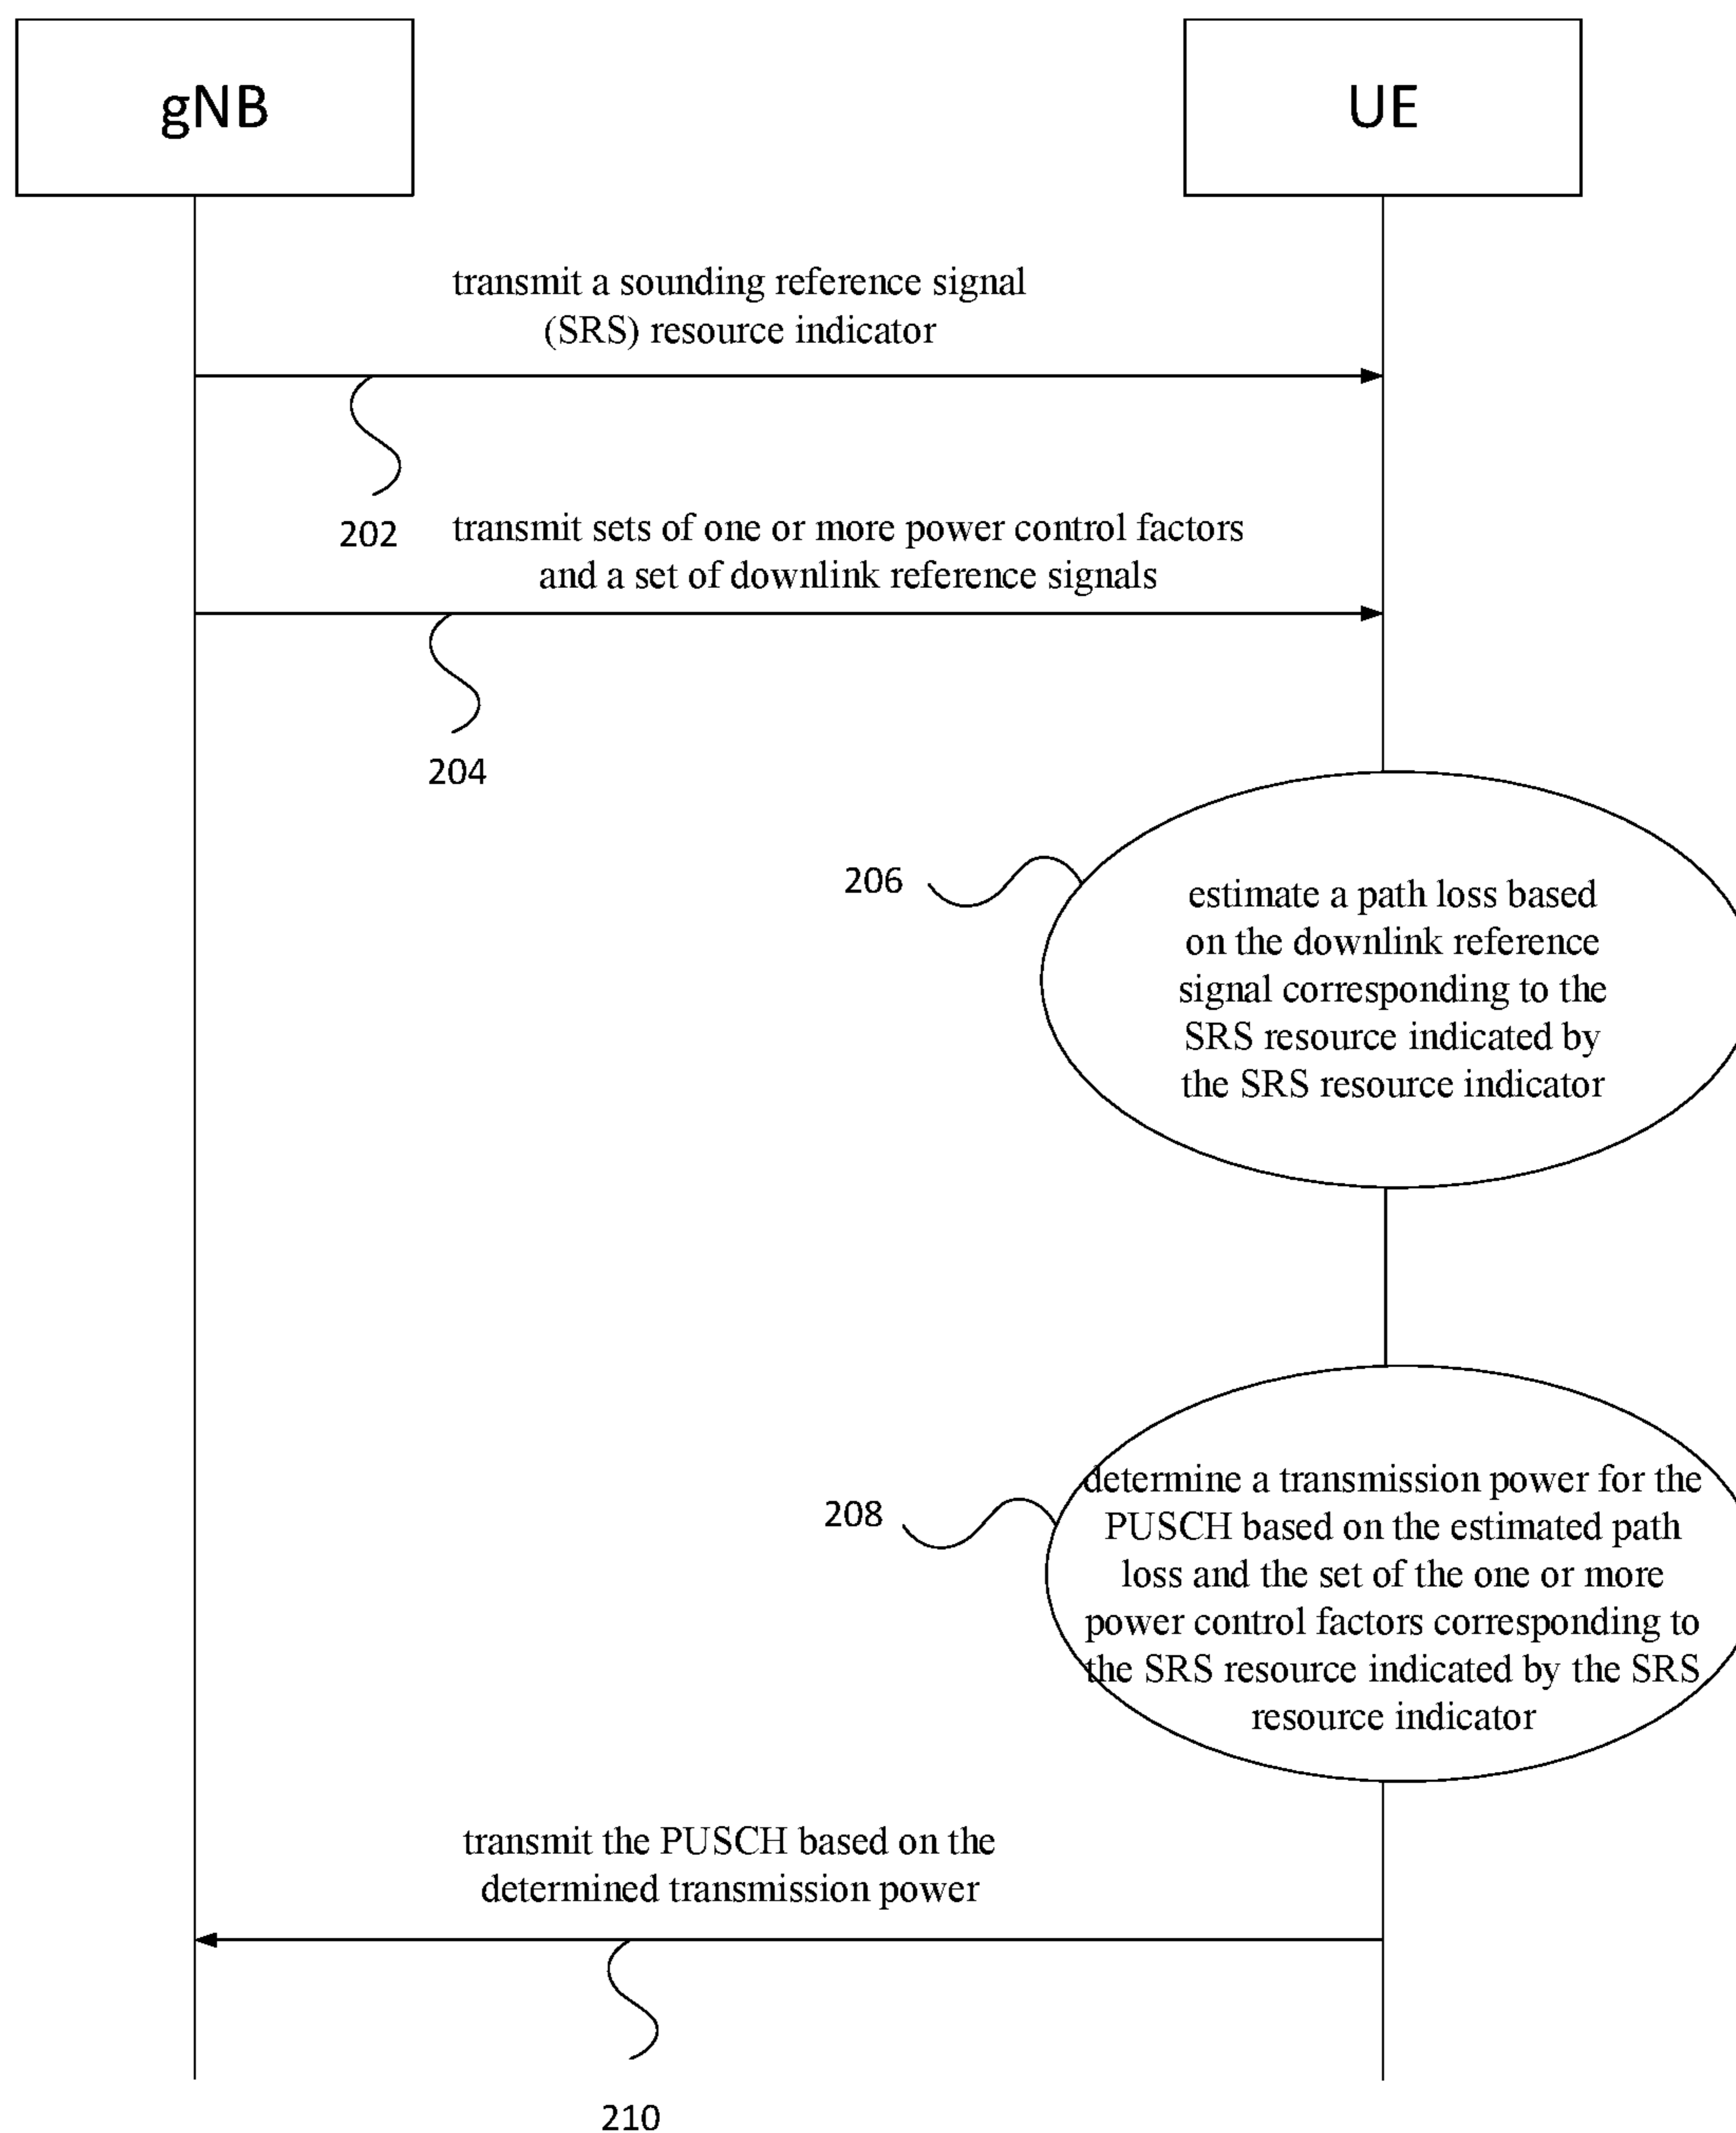 gNB
UE
transmit a sounding reference signal
(SRS) resource indicator
202
transmit sets of one or more power control factors
and a set of downlink reference signals
204
206
estimate a path loss based
on the downlink reference
signal corresponding to the
SRS resource indicated by
the SRS resource indicator
208
determine a transmission power for the
PUSCH based on the estimated path
loss and the set of the one or more
power control factors corresponding to
the SRS resource indicated by the SRS
resource indicator
transmit the PUSCH based on the
determined transmission power
210